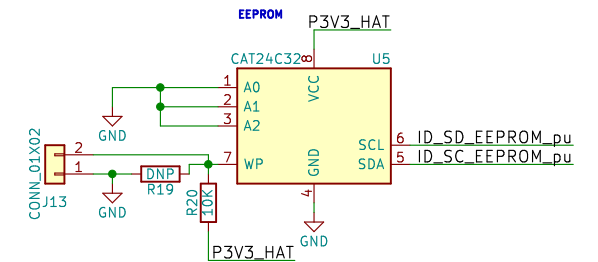 EEPROM
P3V3_HAT
CAT24C32
U5
8
VCC
1
A0
2
A1
3
A2
GND
SCL
6
ID_SD_EEPROM_pu
SDA
5
ID_SC_EEPROM_pu
CONN_01X02
2
1
J13
GND
DNP
R19
7
WP
GND
4
R20
10K
GND
P3V3_HAT